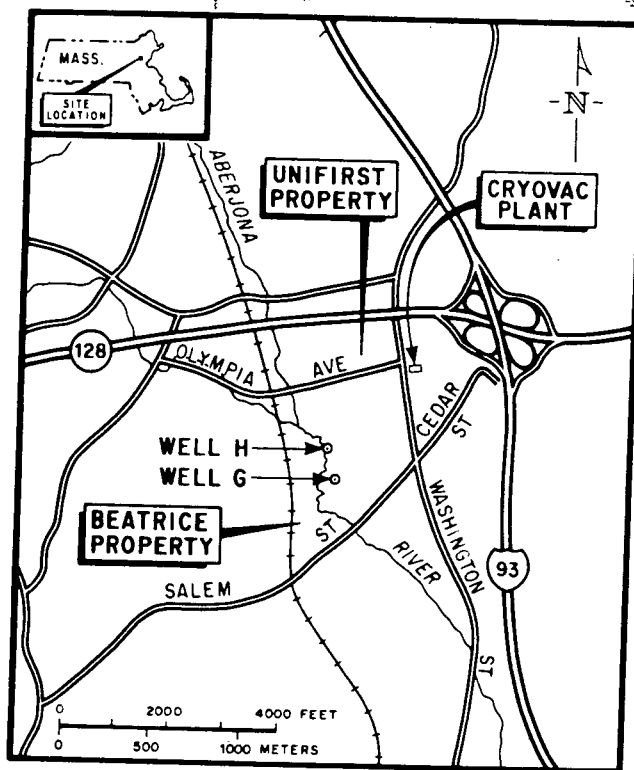 MASS.
SITE
LOCATION
-N-
ABERJONA
UNIFIRST
PROPERTY
CRYOVAC
PLANT
128
OLYMPIA AVE
CEDAR ST
WELL H
WELL G
BEATRICE
PROPERTY
WASHINGTON ST
RIVER
93
SALEM ST
0 2000 4000 FEET
0 500 1000 METERS